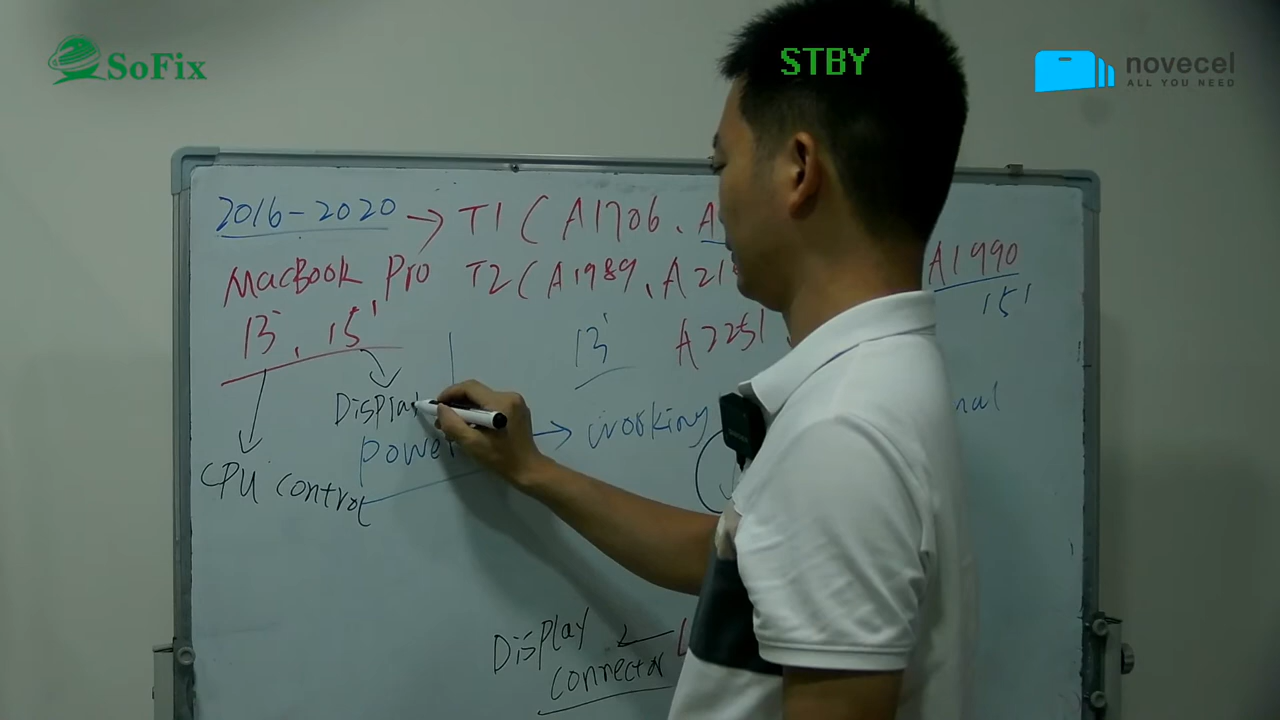 SoFix
STBY
novecel
ALL YOU NEED
2016-2020 → T1 ( A1706、A
MacBook Pro T2 ( A1989、A21
A1990
13"、15"
13"
A2251
15"
Display
power → working
CPU control
Display
connector